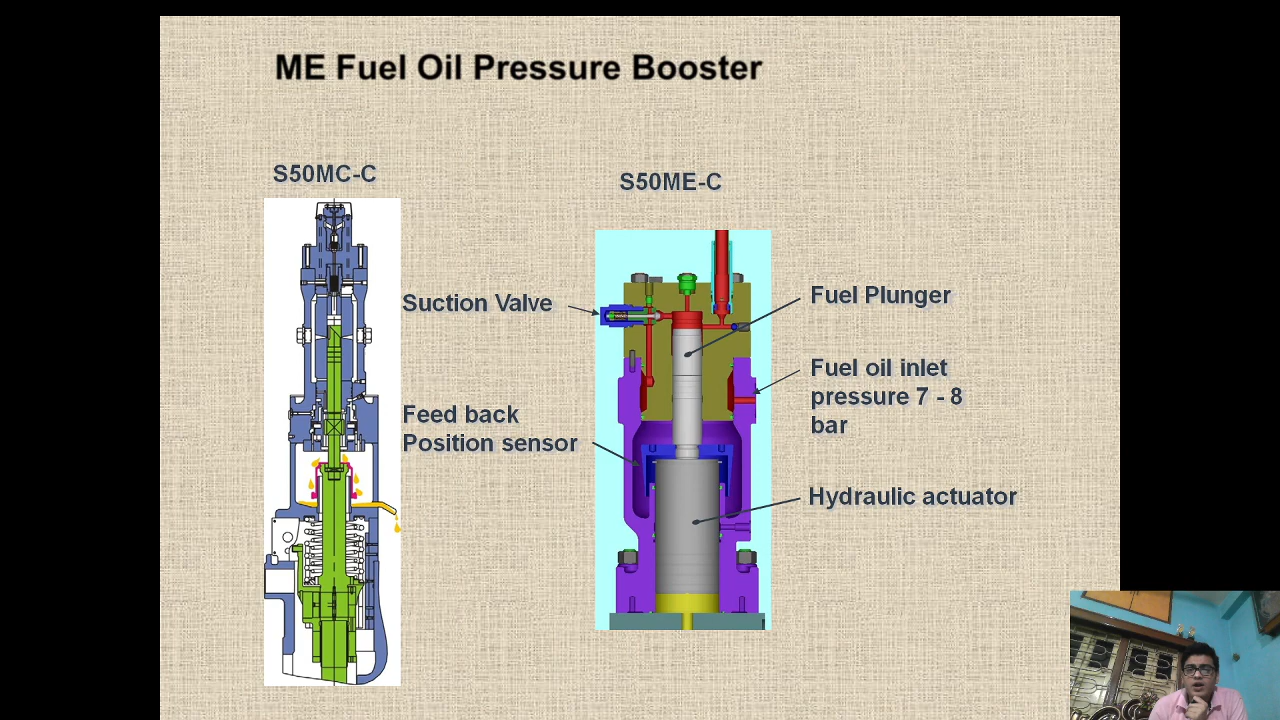 ME Fuel Oil Pressure Booster
S50MC-C
S50ME-C
Suction Valve
Fuel Plunger
Fuel oil inlet
pressure 7 - 8
bar
Feed back
Position sensor
Hydraulic actuator